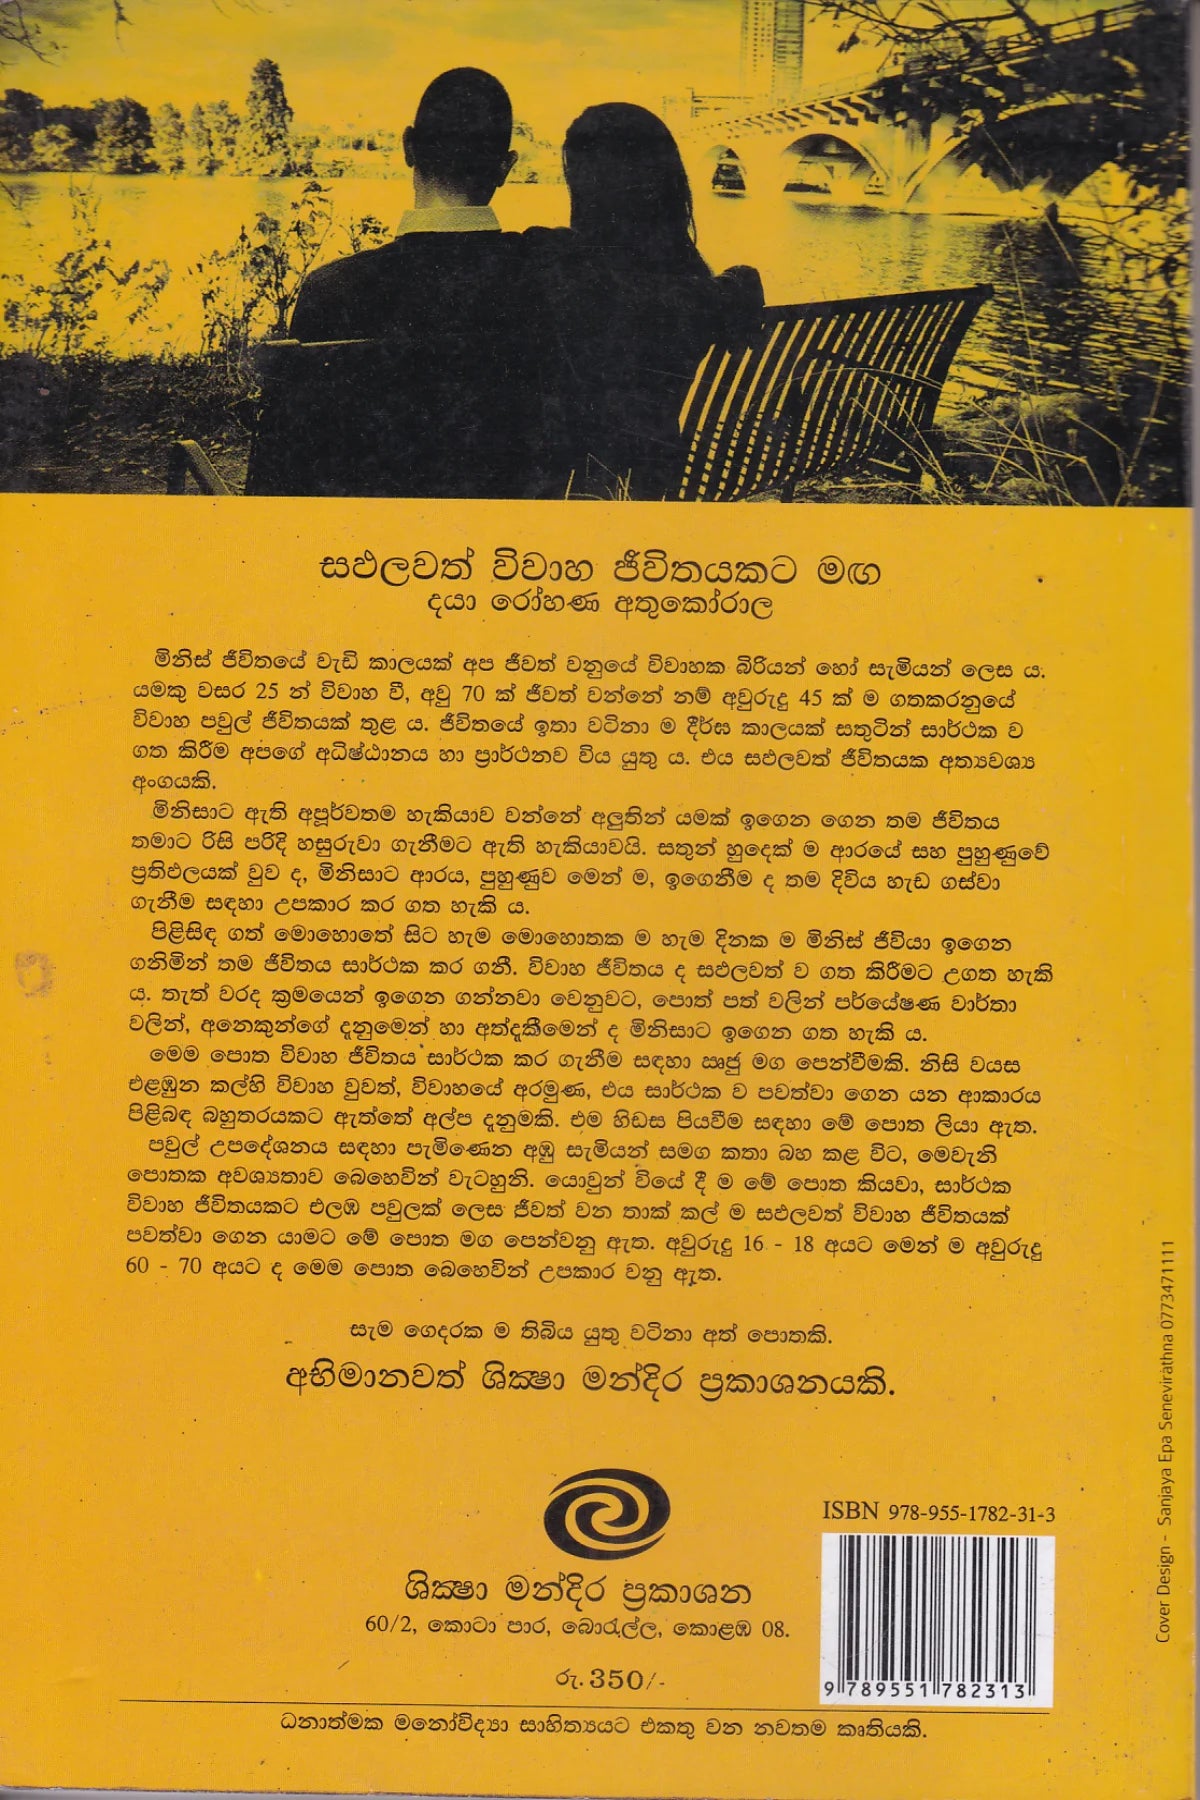 සඵලවත් විවාහ ජීවිතයකට මඟ
දයා රෝහණ අතුකෝරාල
මිනිස් ජීවිතයේ වැඩි කාලයක් අප ජීවත් වනුයේ විවාහක බිරියන් හෝ සැමියන් ලෙස ය.
යමකු වසර 25 න් විවාහ වී, අවු 70 ක් ජීවත් වන්නේ නම් අවුරුදු 45 ක් ම ගතකරනුයේ
විවාහ පවුල් ජීවිතයක් තුළ ය. ජීවිතයේ ඉතා වටිනා ම දීර්ඝ කාලයක් සතුටින් සාර්ථක ව
ගත කිරීම අපගේ අධිෂ්ඨානය හා ප්‍රාර්ථනව විය යුතු ය. එය සඵලවත් ජීවිතයක අත්‍යවශ්‍ය
අංගයකි.
මිනිසාට ඇති අපූර්වතම හැකියාව වන්නේ අලුතින් යමක් ඉගෙන ගෙන තම ජීවිතය
තමාට රිසි පරිදි හසුරුවා ගැනීමට ඇති හැකියාවයි. සතුන් හුදෙක් ම ආරයේ සහ පුහුණුවේ
ප්‍රතිඵලයක් වුව ද, මිනිසාට ආරය, පුහුණුව මෙන් ම, ඉගෙනීම ද තම දිවිය හැඩ ගස්වා
ගැනීම සඳහා උපකාර කර ගත හැකි ය.
පිළිසිඳ ගත් මොහොතේ සිට හැම මොහොතක ම හැම දිනක ම මිනිස් ජීවියා ඉගෙන
ගනිමින් තම ජීවිතය සාර්ථක කර ගනී. විවාහ ජීවිතය ද සඵලවත් ව ගත කිරීමට උගත හැකි
ය. තැත් වරද ක්‍රමයෙන් ඉගෙන ගන්නවා වෙනුවට, පොත් පත් වලින් පර්යේෂණ වාර්තා
වලින්, අනෙකුන්ගේ දැනුමෙන් හා අත්දැකීමෙන් ද මිනිසාට ඉගෙන ගත හැකි ය.
මෙම පොත විවාහ ජීවිතය සාර්ථක කර ගැනීම සඳහා ඍජු මග පෙන්වීමකි. නිසි වයස
එළඹුන කල්හි විවාහ වුවත්, විවාහයේ අරමුණ, එය සාර්ථක ව පවත්වා ගෙන යන ආකාරය
පිළිබඳ බහුතරයකට ඇත්තේ අල්ප දැනුමකි. එම හිඩස පියවීම සඳහා මේ පොත ලියා ඇත.
පවුල් උපදේශනය සඳහා පැමිණෙන අඹු සැමියන් සමග කතා බහ කළ විට, මෙවැනි
පොතක අවශ්‍යතාව බෙහෙවින් වැටහුනි. යොවුන් වියේ දී ම මේ පොත කියවා, සාර්ථක
විවාහ ජීවිතයකට එලඹ පවුලක් ලෙස ජීවත් වන තාක් කල් ම සඵලවත් විවාහ ජීවිතයක්
පවත්වා ගෙන යාමට මේ පොත මග පෙන්වනු ඇත. අවුරුදු 16 - 18 අයට මෙන් ම අවුරුදු
60 - 70 අයට ද මෙම පොත බෙහෙවින් උපකාර වනු ඇත.
සැම ගෙදරක ම තිබිය යුතු වටිනා අත් පොතකි.
අභිමානවත් ශික්‍ෂා මන්දිර ප්‍රකාශනයකි.
ශික්‍ෂා මන්දිර ප්‍රකාශන
60/2, කොටා පාර, බොරැල්ල, කොළඹ 08.
රු. 350/-
ISBN 978-955-1782-31-3
9 789551 782313
ධනාත්මක මනෝවිද්‍යා සාහිත්‍යයට එකතු වන නවතම කෘතියකි.
Cover Design - Sanjaya Epa Senevirathna 0773471111